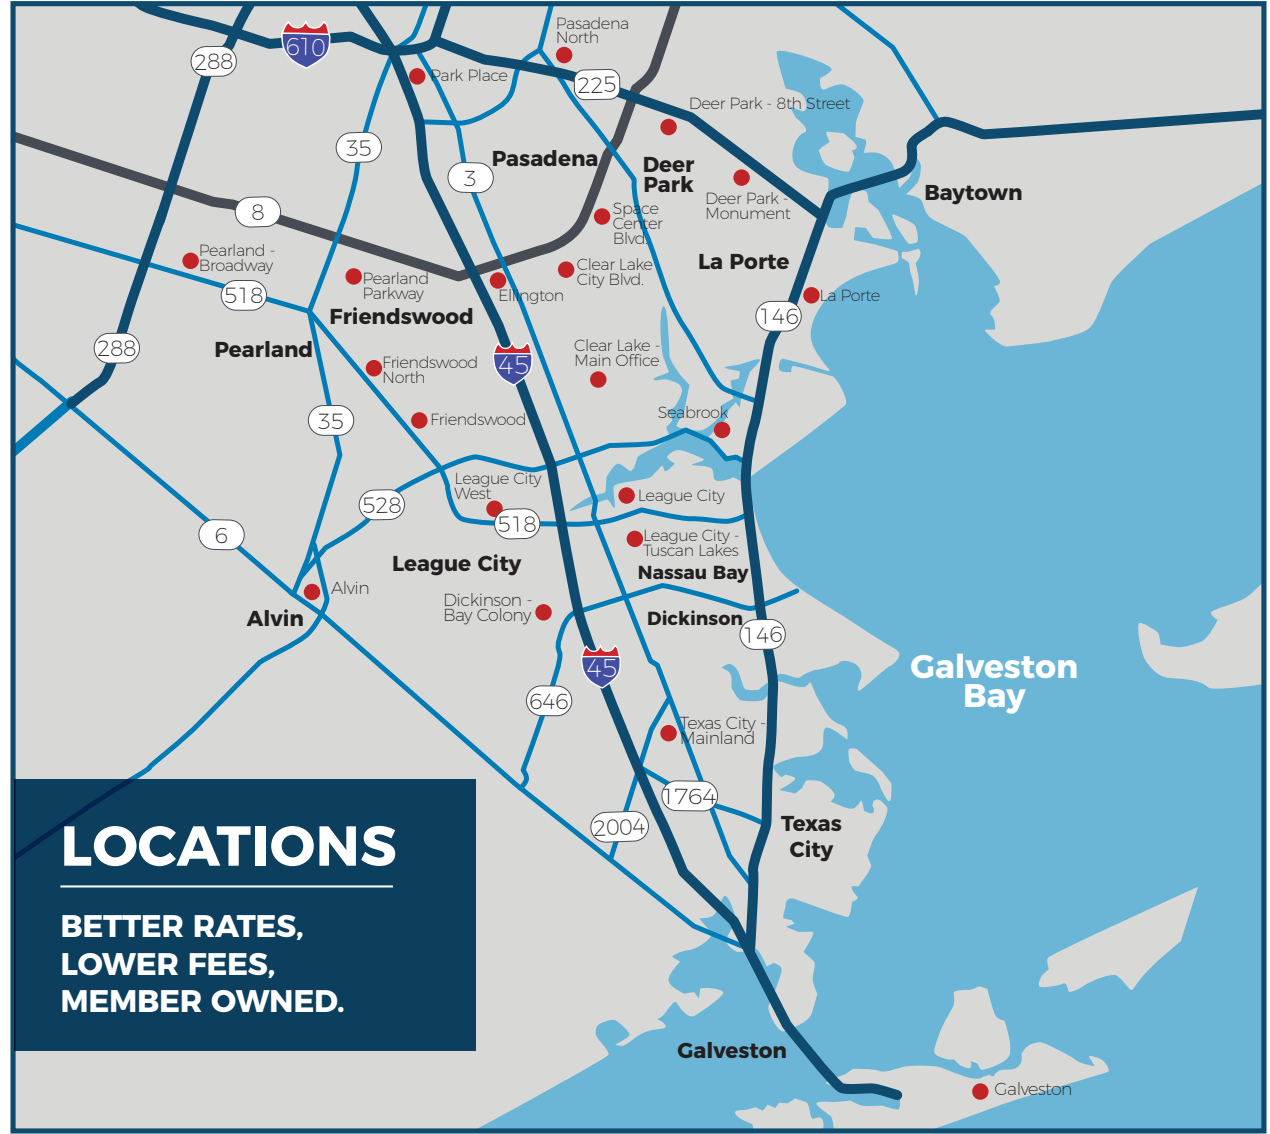 Pasadena
North
610
288
Park Place
225
Deer Park - 8th Street
35
Pasadena
Deer
Park
3
Baytown
Deer Park -
Monument
8
Space
Center
Blvd.
Pearland -
Broadway
La Porte
Clear Lake
City Blvd.
Pearland
Parkway
518
Ellington
La Porte
Friendswood
146
288
Pearland
Clear Lake -
Main Office
45
Friendswood
North
35
Friendswood
Seabrook
League City
West
League City
528
518
6
League City -
Tuscan Lakes
League City
Nassau Bay
Alvin
Dickinson -
Bay Colony
Alvin
Dickinson
146
45
Galveston
Bay
646
Texas City -
Mainland
1764
2004
Texas
City
LOCATIONS
BETTER RATES,
LOWER FEES,
MEMBER OWNED.
Galveston
Galveston